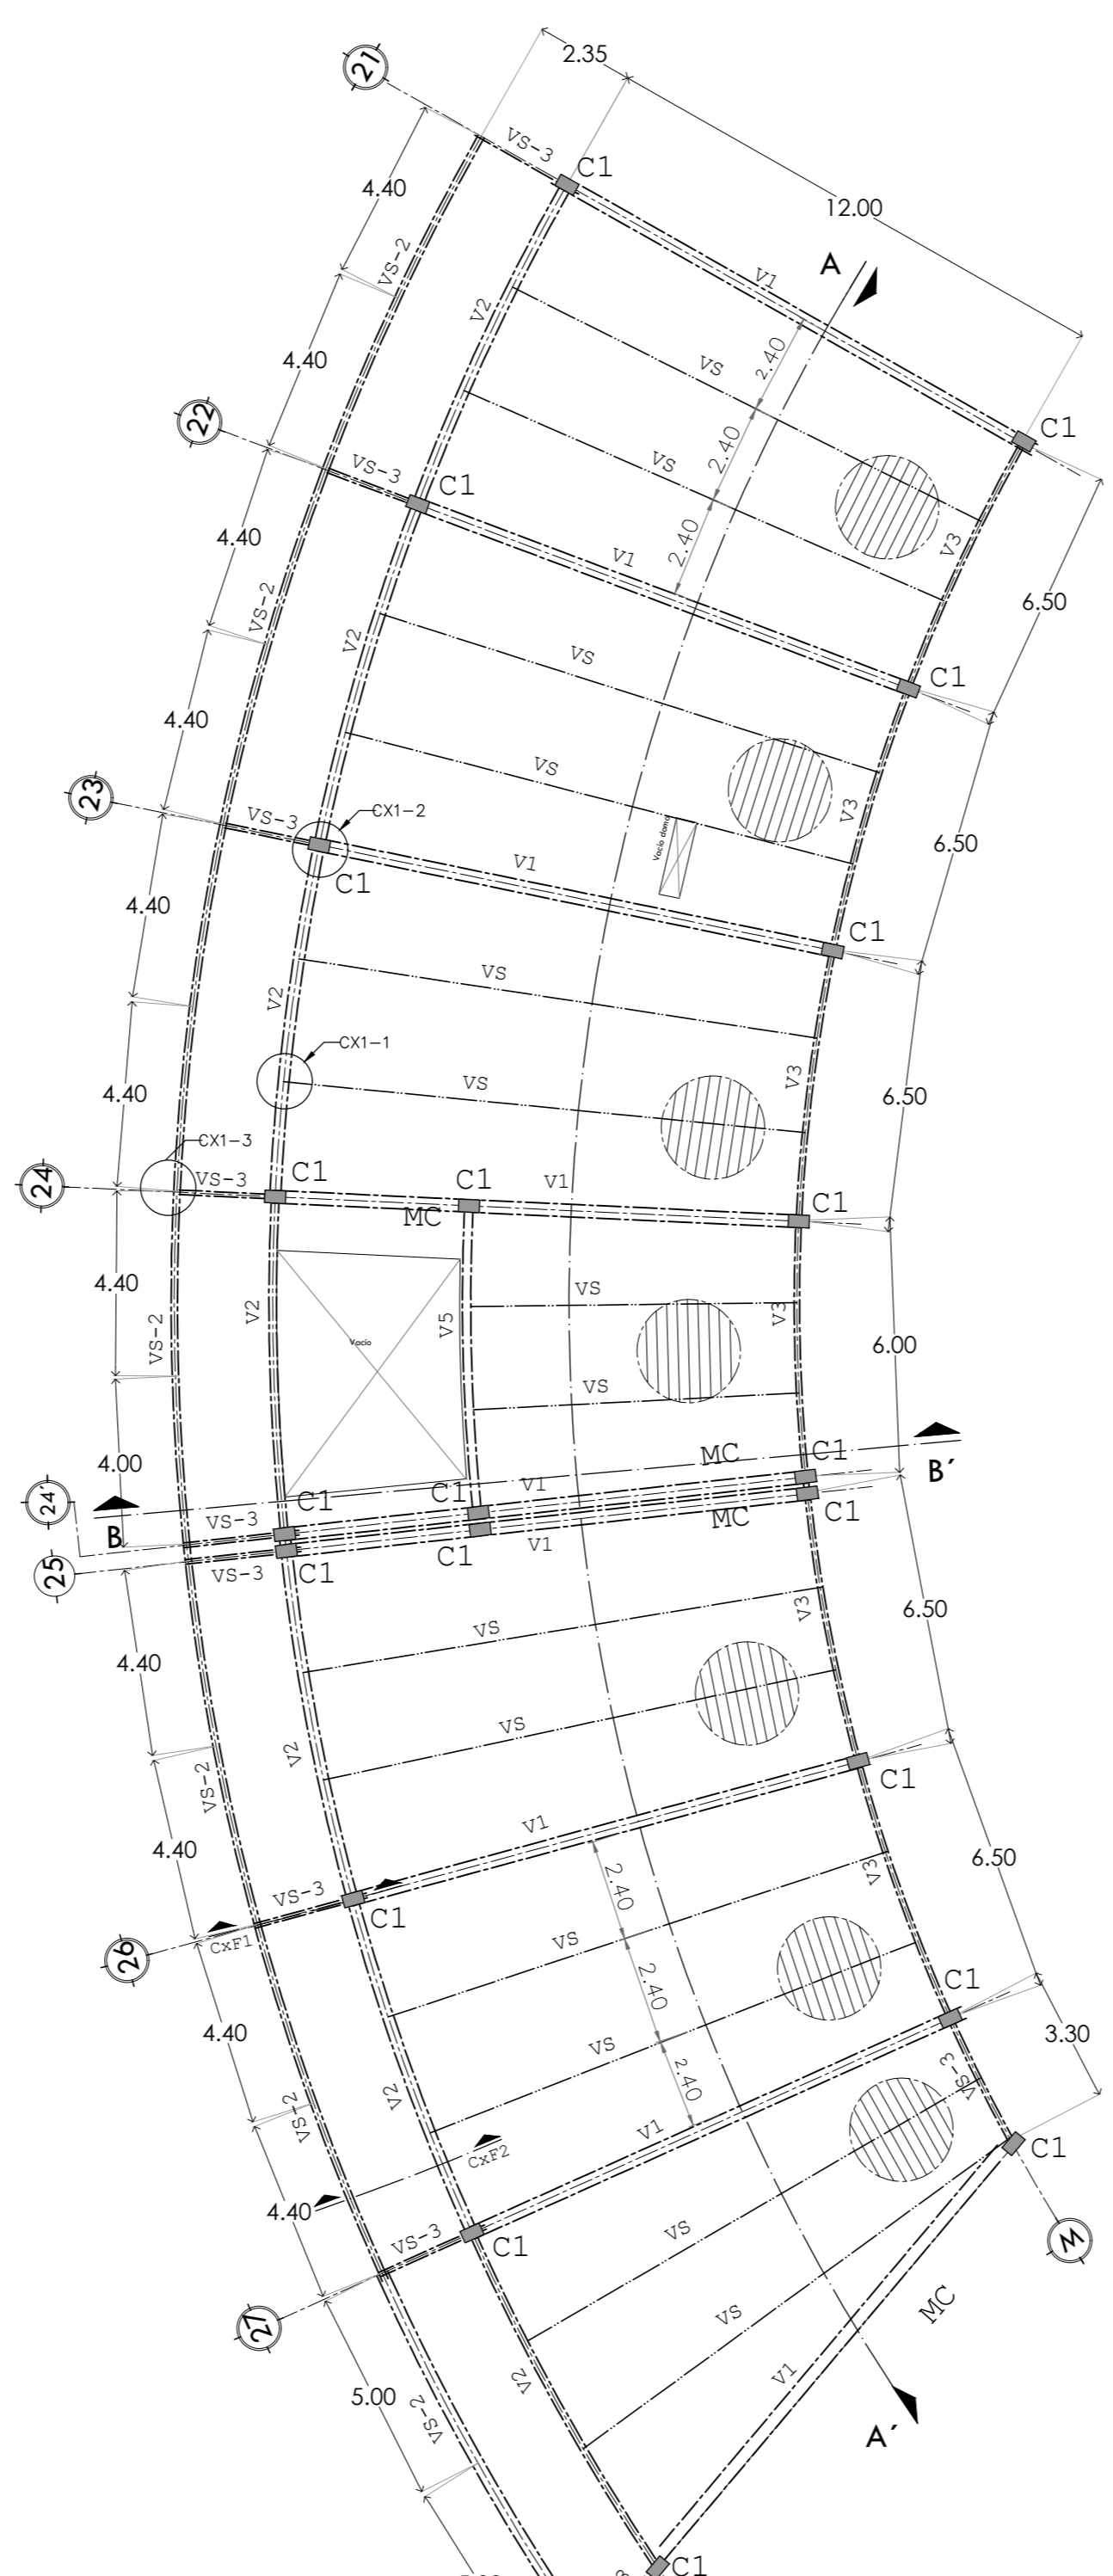 21
2.35
VS-3
C1
4.40
12.00
VS-2
A
V1
V2
2.40
VS
4.40
C1
22
2.40
VS-3
C1
VS
V3
4.40
2.40
V1
6.50
VS-2
V2
VS
C1
4.40
VS
23
VS-3
CX1-2
Vacio domo
V3
V1
6.50
C1
4.40
C1
VS
V2
CX1-1
VS
V3
4.40
6.50
CX1-3
24
VS-3
C1
C1
V1
C1
MC
4.40
VS
V2
V5
V3
VS-2
Vacio
6.00
VS
4.00
MC
C1
B´
24'
V1
C1
C1
VS-3
B
MC
C1
25
VS-3
C1
C1
V1
V3
6.50
VS
4.40
VS
V2
VS-2
V1
4.40
C1
6.50
VS-3
2.40
V3
C1
CxF1
VS
26
2.40
C1
4.40
VS
3.30
2.40
VS-3
V2
VS-2
V1
C1
CxF2
4.40
VS-3
C1
VS
M
27
MC
VS
V1
V2
5.00
VS-2
A´
C1